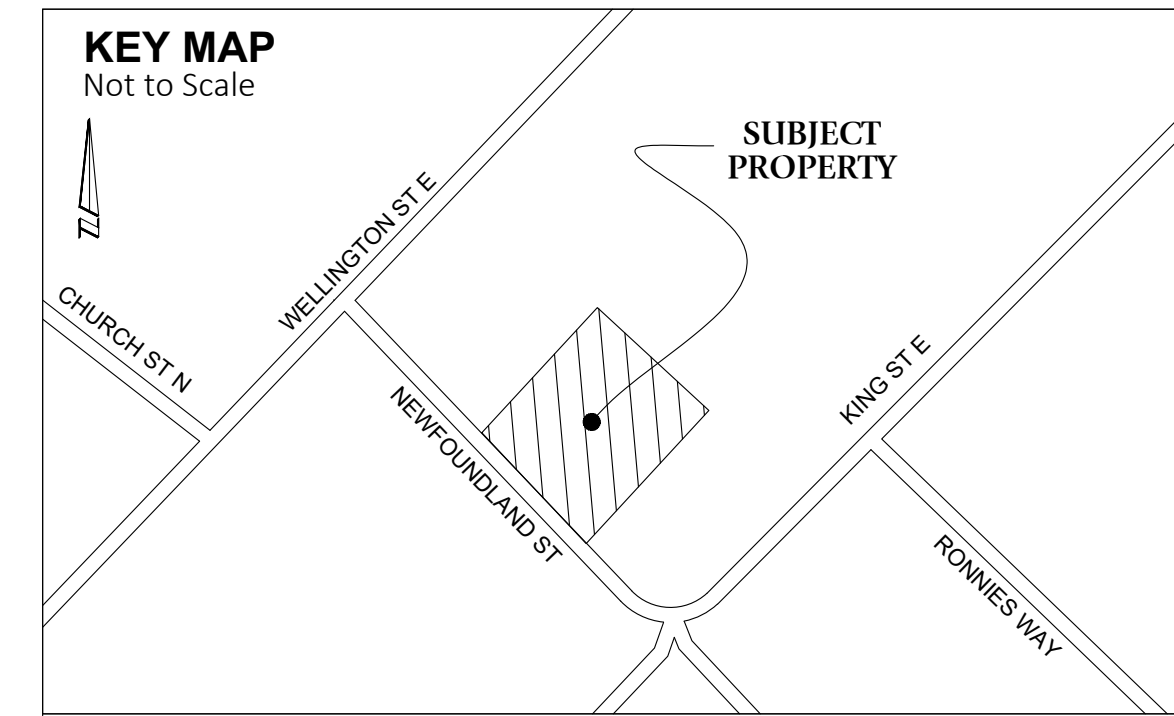 KEY MAP
Not to Scale
N
SUBJECT
PROPERTY
WELLINGTON ST E
CHURCH ST N
NEWFOUNDLAND ST
KING ST E
RONNIES WAY